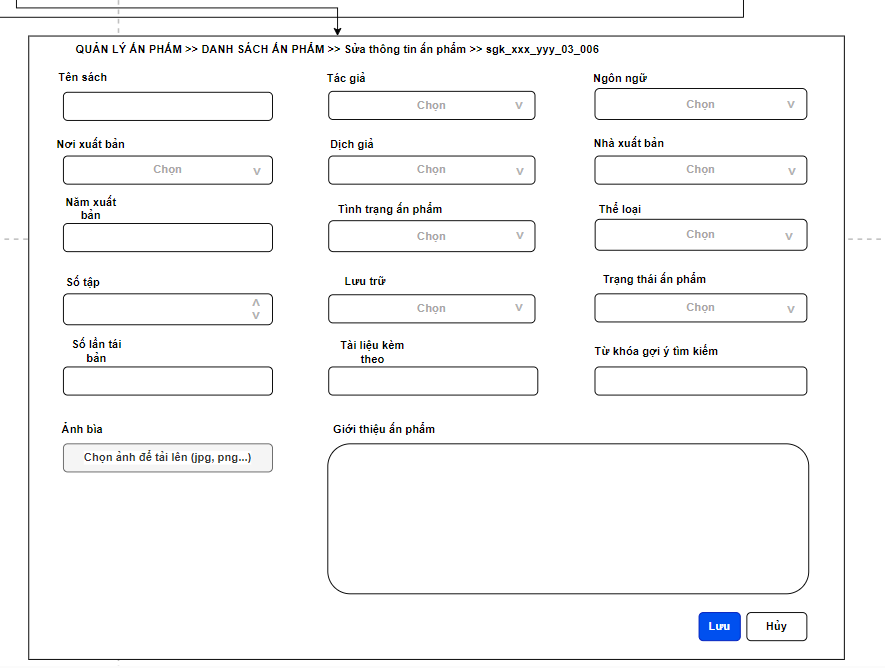 QUẢN LÝ ẤN PHẨM >> DANH SÁCH ẤN PHẨM >> Sửa thông tin ấn phẩm >> sgk_xxx_yyy_03_006
Tên sách
Tác giả
Ngôn ngữ
Chọn v
Chọn v
Nơi xuất bản
Dịch giả
Nhà xuất bản
Chọn v
Chọn v
Chọn v
Năm xuất
bản
Tình trạng ấn phẩm
Thể loại
Chọn v
Chọn v
Số tập
Lưu trữ
Trạng thái ấn phẩm
Chọn v
Chọn v
Số lần tái
bản
Tài liệu kèm
theo
Từ khóa gợi ý tìm kiếm
Ảnh bìa
Giới thiệu ấn phẩm
Chọn ảnh để tải lên (jpg, png...)
Lưu
Hủy